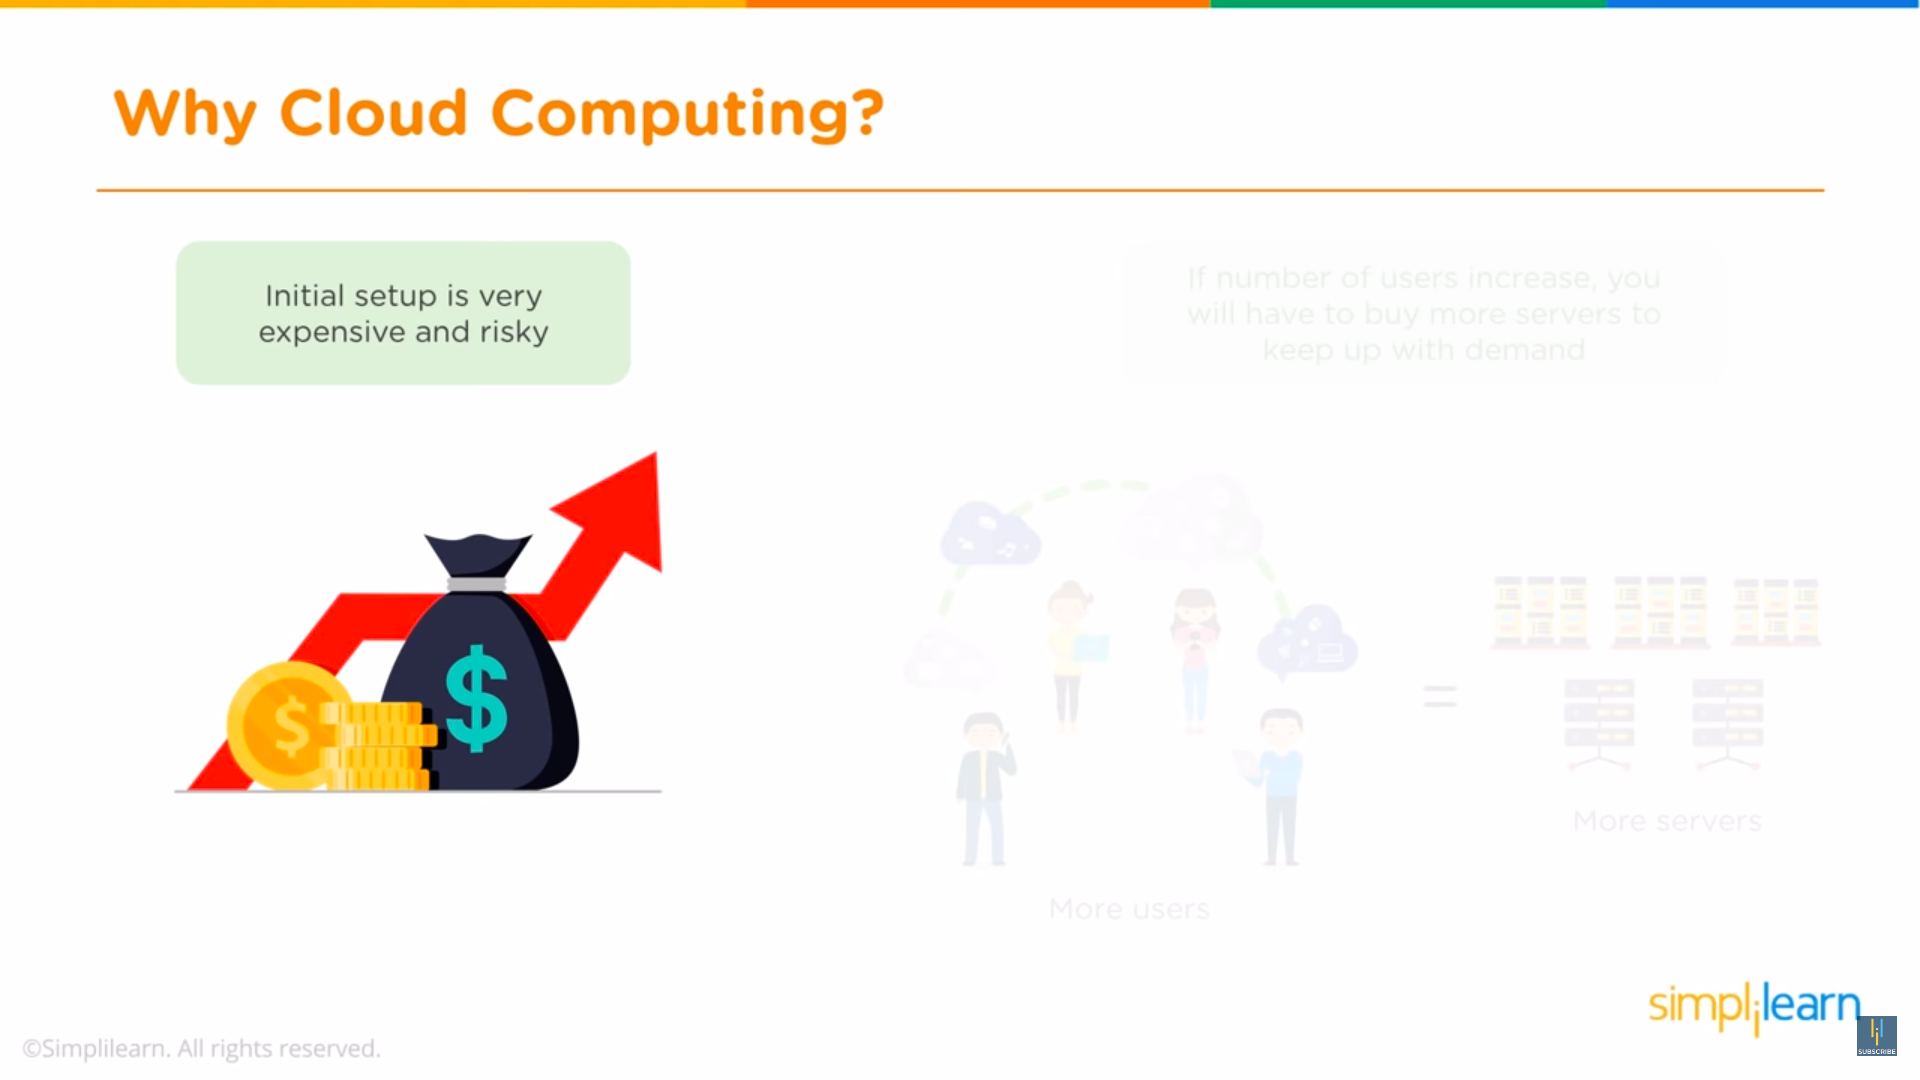 Why Cloud Computing?
Initial setup is very
expensive and risky
If number of users increase, you
will have to buy more servers to
keep up with demand
$
$
=
More servers
More users
simplilearn
SUBSCRIBE
©Simplilearn. All rights reserved.